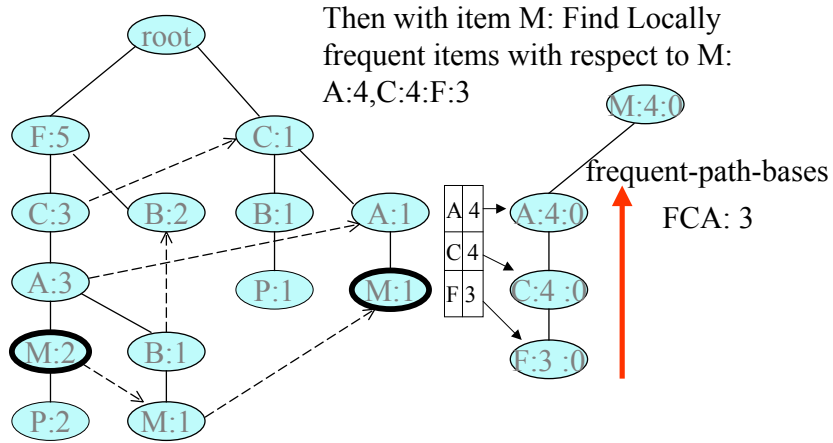 Then with item M: Find Locally
frequent items with respect to M:
A:4,C:4:F:3
root
M:4:0
F:5
C:1
frequent-path-bases
C:3
B:2
B:1
A:1
A 4
A:4:0
FCA: 3
C 4
A:3
P:1
M:1
F 3
C:4 :0
M:2
B:1
F:3 :0
P:2
M:1